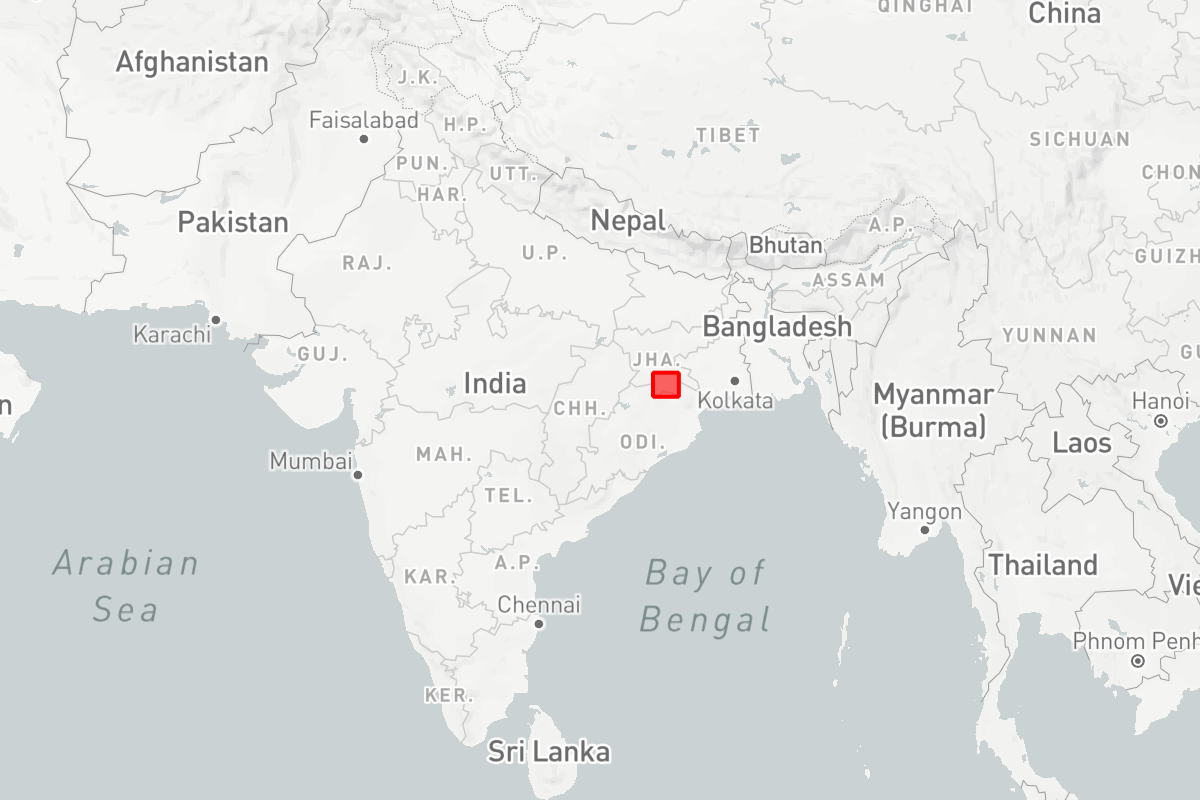 QINGHAI
China
Afghanistan
J.K.
Faisalabad
H.P.
TIBET
SICHUAN
PUN.
UTT.
CHON
HAR.
Pakistan
Nepal
A.P.
Bhutan
U.P.
GUIZH
RAJ.
ASSAM
Karachi
Bangladesh
YUNNAN
GUJ.
JHA.
GU
India
n
CHH.
Kolkata
Myanmar
(Burma)
Hanoi
ODI.
Laos
MAH.
Mumbai
TEL.
Yangon
Arabian
Sea
A.P.
Bay of
Bengal
Thailand
KAR.
Vie
Chennai
Phnom Penh
KER.
Sri Lanka